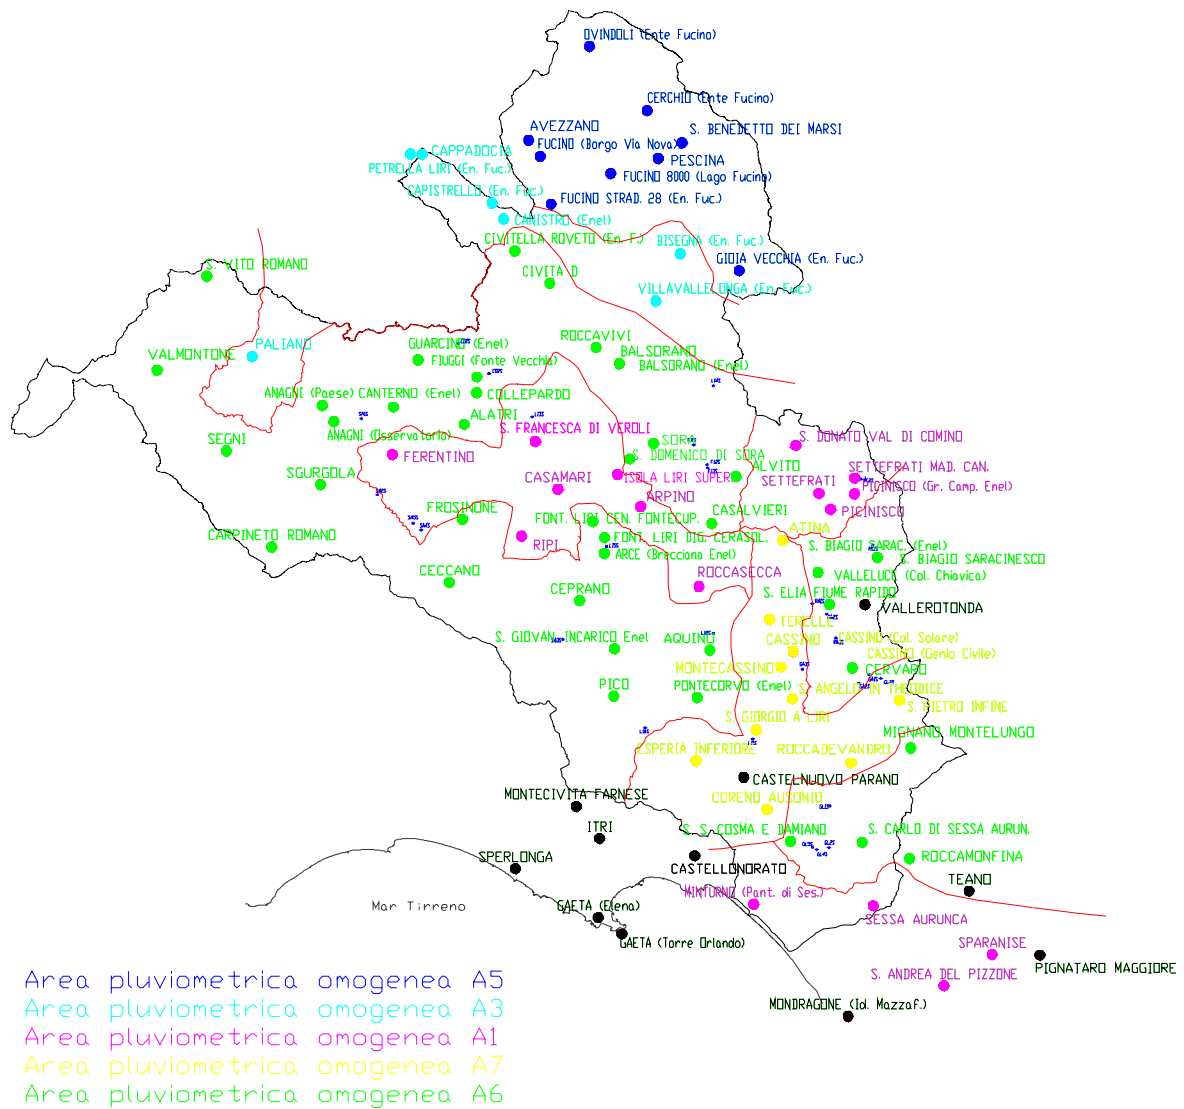 OVINDOLI (Ente Fucino)
CERCHIO (Ente Fucino)
AVEZZANO
S. BENEDETTO DEI MARSI
FUCINO (Borgo Via Nova)
CAPPADOCIA
PESCINA
PETRELLA LIRI (En. Fuc.)
FUCINO 8000 (Lago Fucino)
CAPISTRELLO (En. Fuc.)
FUCINO STRAD. 28 (En. Fuc.)
CANISTRO (Enel)
CIVITELLA ROVETO (En. F.)
BISEGNA (En. Fuc.)
GIOIA VECCHIA (En. Fuc.)
S. VITO ROMANO
CIVITA D
VILLAVALLELONGA (En. Fuc.)
ROCCAVIVI
PALIANO
GUARCINO (Enel)
VALMONTONE
BALSORANO
FIUGGI (Fonte Vecchia)
BALSORANO (Enel)
ANAGNI (Paese)
CANTERNO (Enel)
COLLEPARDO
ALATRI
S. FRANCESCA DI VEROLI
ANAGNI (Osservatorio)
SEGNI
SORA
S. DONATO VAL DI COMINO
FERENTINO
S. DOMENICO DI SORA
ALVITO
SETTEFRATI MAD. CAN.
SGURGOLA
CASAMARI
ISOLA LIRI SUPER.
SETTEFRATI
PICINISCO (Gr. Camp. Enel)
ARPINO
FROSINONE
CASALVIERI
PICINISCO
FONT. LIRI CEN. FONTECUP.
ATINA
CARPINETO ROMANO
RIPI
FONT. LIRI DIG. CERASOL.
S. BIAGIO SARAC. (Enel)
ARCE (Brecciana Enel)
S. BIAGIO SARACINESCO
CECCANO
ROCCASECCA
VALLELUCE (Col. Chiavica)
CEPRANO
S. ELIA FIUME RAPIDO
VALLEROTONDA
TERELLE
S. GIOVAN. INCARICO Enel
AQUINO
CASSINO
CASSINO (Col. Solare)
CASSINO (Genio Civile)
MONTECASSINO
CERVARO
PICO
PONTECORVO (Enel)
S. ANGELO IN THEODICE
S. PIETRO INFINE
S. GIORGIO A LIRI
MIGNANO MONTELUNGO
ESPERIA INFERIORE
ROCCADEVANDRO
CASTELNUOVO PARANO
MONTECIVITA FARNESE
CORENO AUSONIO
ITRI
S. S. COSMA E DAMIANO
S. CARLO DI SESSA AURUN.
SPERLONGA
ROCCAMONFINA
CASTELLONORATO
TEANO
MINTURNO (Pant. di Ses.)
Mar Tirreno
GAETA (Elena)
SESSA AURUNCA
GAETA (Torre Orlando)
SPARANISE
PIGNATARO MAGGIORE
S. ANDREA DEL PIZZONE
MONDRAGONE (Id. Mazzaf.)
Area pluviometrica omogenea A5
Area pluviometrica omogenea A3
Area pluviometrica omogenea A1
Area pluviometrica omogenea A7
Area pluviometrica omogenea A6